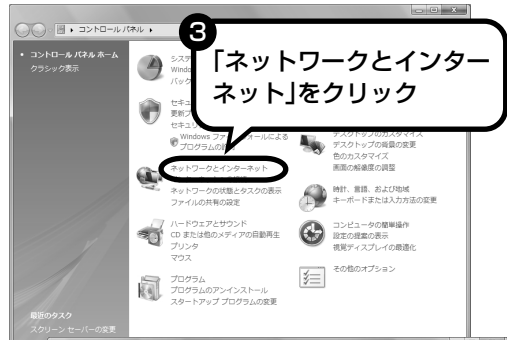 コントロール パネル
コントロール パネル ホーム
クラシック表示
3
「ネットワークとインター
ネット」をクリック
システ
Windo
バック
セキュ
更新プ
セキュリ
Windows ファイアウォールによる
プログラムの許可
ネットワークとインターネット
ネットワークの状態とタスクの表示
ファイルの共有の設定
ハードウェアとサウンド
CD または他のメディアの自動再生
プリンタ
マウス
プログラム
プログラムのアンインストール
スタートアップ プログラムの変更
デスクトップのカスタマイズ
デスクトップの背景の変更
色のカスタマイズ
画面の解像度の調整
時計、言語、および地域
キーボードまたは入力方法の変更
コンピュータの簡単操作
設定の提案の表示
視覚ディスプレイの最適化
その他のオプション
最近のタスク
スクリーン セーバーの変更